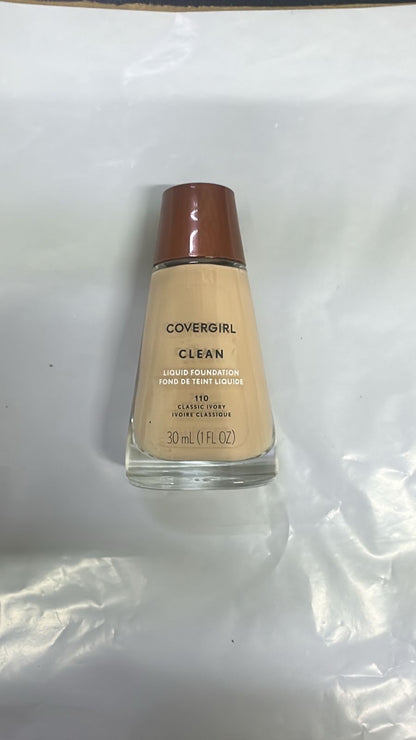 COVERGIRL
CLEAN
LIQUID FOUNDATION
FOND DE TEINT LIQUIDE
110
CLASSIC IVORY
IVOIRE CLASSIQUE
30 mL (1 FL OZ)